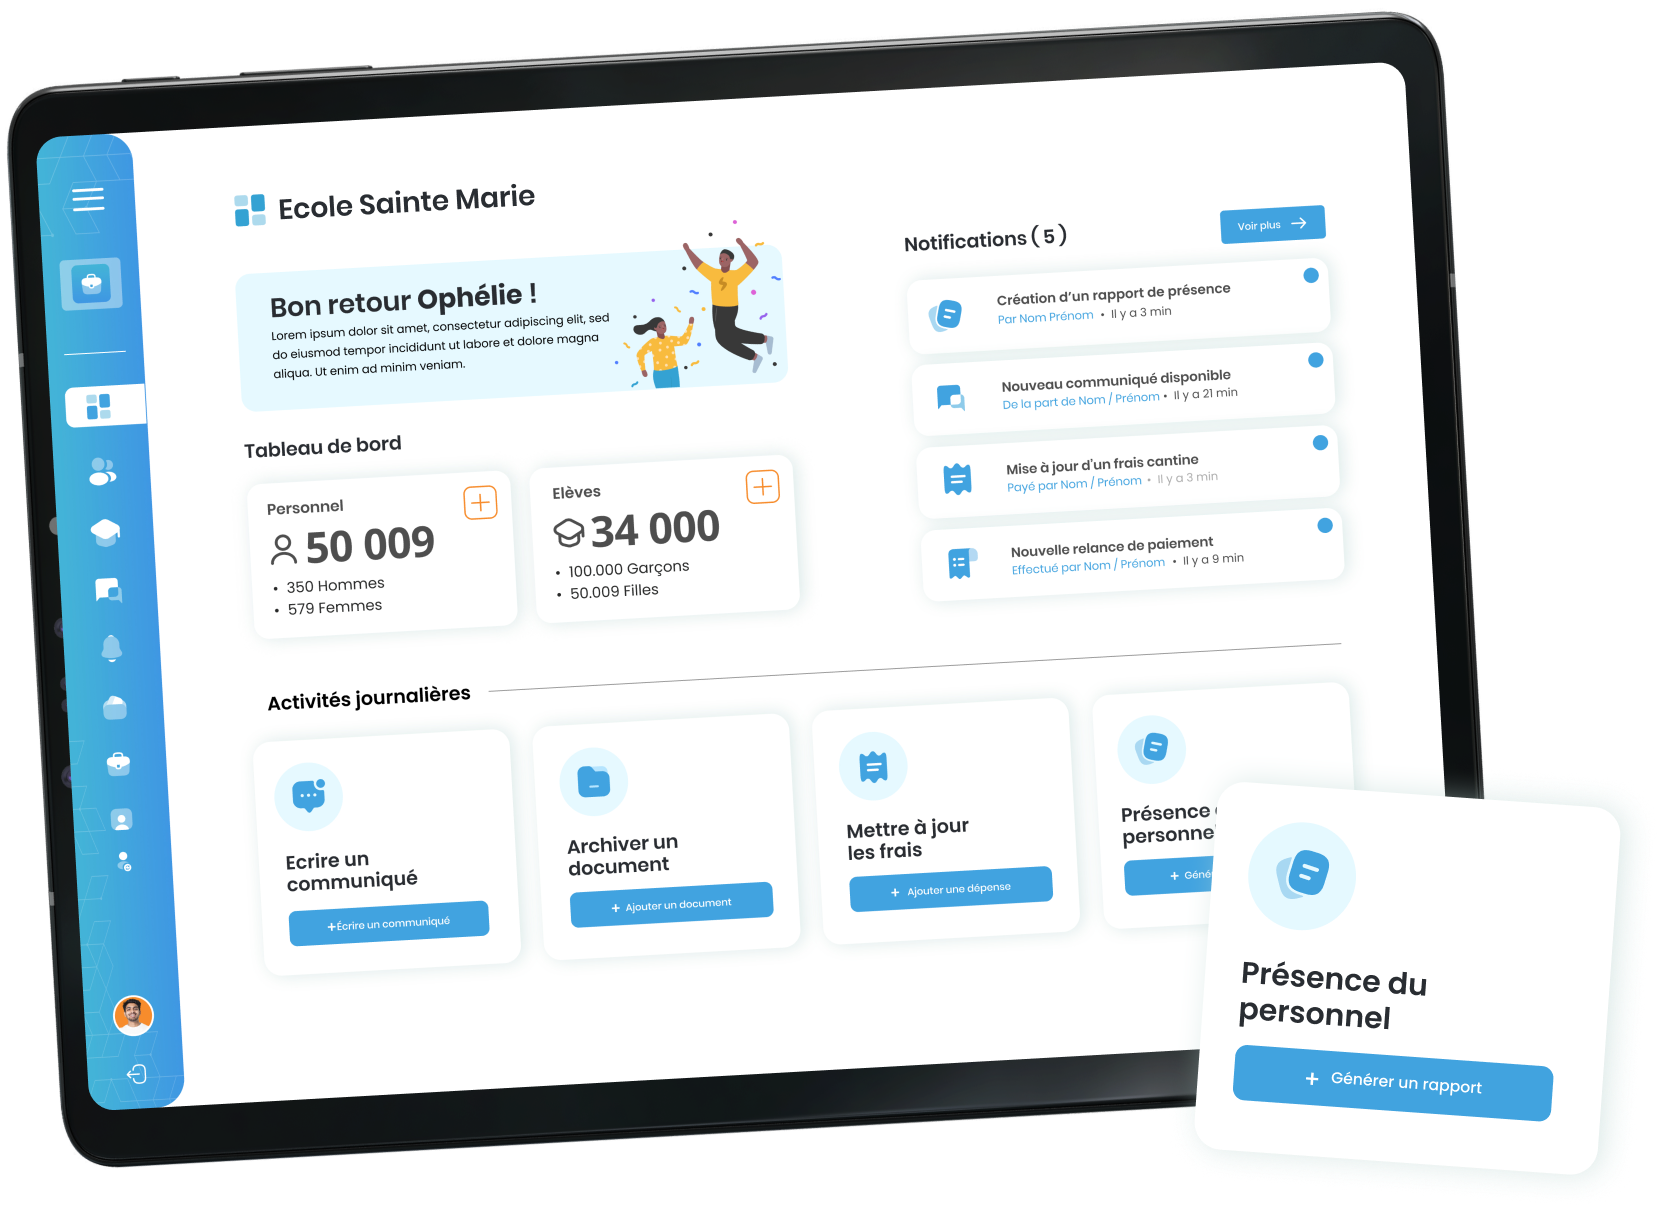 Ecole Sainte Marie
Bon retour Ophélie !
Lorem ipsum dolor sit amet, consectetur adipiscing elit, sed
do eiusmod tempor incididunt ut labore et dolore magna
aliqua. Ut enim ad minim veniam.
Tableau de bord
Personnel
50 009
• 350 Hommes
• 579 Femmes
Elèves
34 000
• 100.000 Garçons
• 50.009 Filles
Notifications ( 5 )
Voir plus
Création d’un rapport de présence
Par Nom Prénom • Il y a 3 min
Nouveau communiqué disponible
De la part de Nom / Prénom • Il y a 21 min
Mise à jour d’un frais cantine
Payé par Nom / Prénom • Il y a 3 min
Nouvelle relance de paiement
Effectué par Nom / Prénom • Il y a 9 min
Activités journalières
Ecrire un
communiqué
+Écrire un communiqué
Archiver un
document
+ Ajouter un document
Mettre à jour
les frais
+ Ajouter une dépense
Présence
personnel
+ Géné
Présence du
personnel
+ Générer un rapport